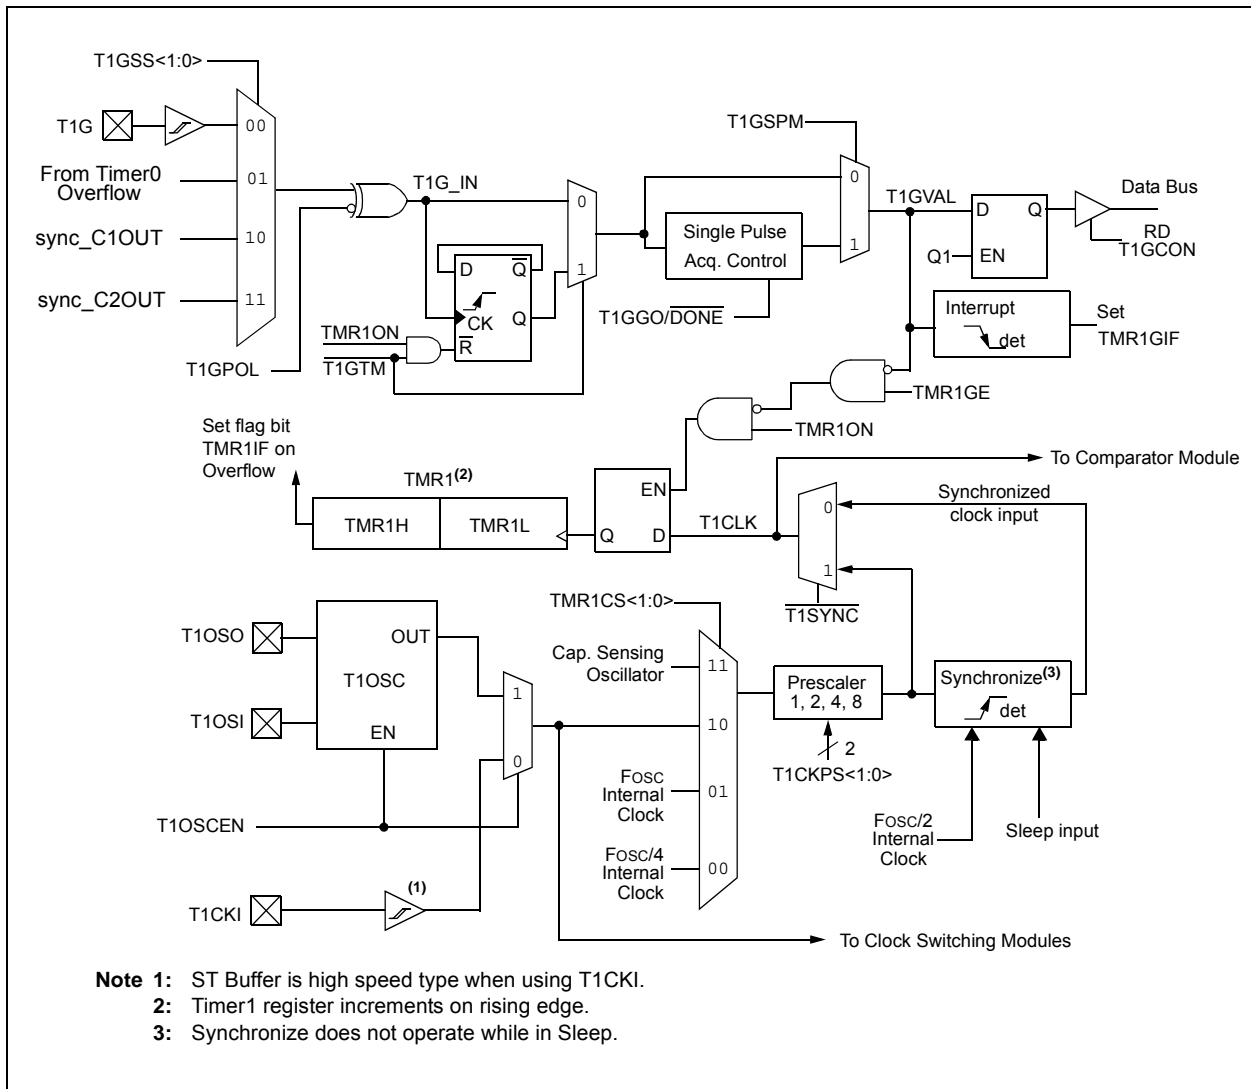 T1GSS<1:0>
T1G
00
From Timer0
Overflow
01
sync_C1OUT
10
sync_C2OUT
11
T1GPOL
T1G_IN
0
1
D
Q̅
CK
Q
R̅
TMR1ON
T1GTM
T1GSPM
0
1
Single Pulse
Acq. Control
T1GGO/D̅O̅N̅E̅
T1GVAL
D
Q
Q1
EN
Data Bus
RD
T1GCON
Interrupt
det
Set
TMR1GIF
TMR1GE
TMR1ON
Set flag bit
TMR1IF on
Overflow
TMR1(2)
TMR1H
TMR1L
EN
Q
D
T1CLK
To Comparator Module
0
1
Synchronized
clock input
T̅1̅S̅Y̅N̅C̅
T1OSO
T1OSI
OUT
T1OSC
EN
1
0
T1OSCEN
T1CKI
(1)
TMR1CS<1:0>
Cap. Sensing
Oscillator
11
10
FOSC
Internal
Clock
01
FOSC/4
Internal
Clock
00
Prescaler
1, 2, 4, 8
2
T1CKPS<1:0>
Synchronize(3)
det
FOSC/2
Internal
Clock
Sleep input
To Clock Switching Modules
Note 1: ST Buffer is high speed type when using T1CKI.
2: Timer1 register increments on rising edge.
3: Synchronize does not operate while in Sleep.